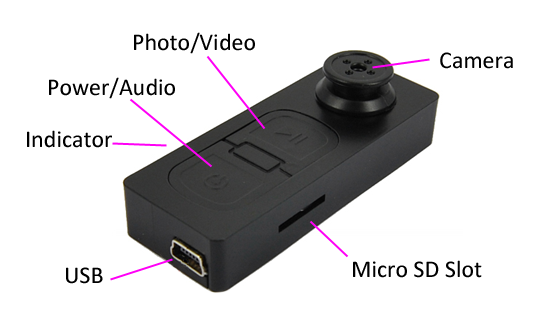 Photo/Video
Camera
Power/Audio
Indicator
USB
Micro SD Slot